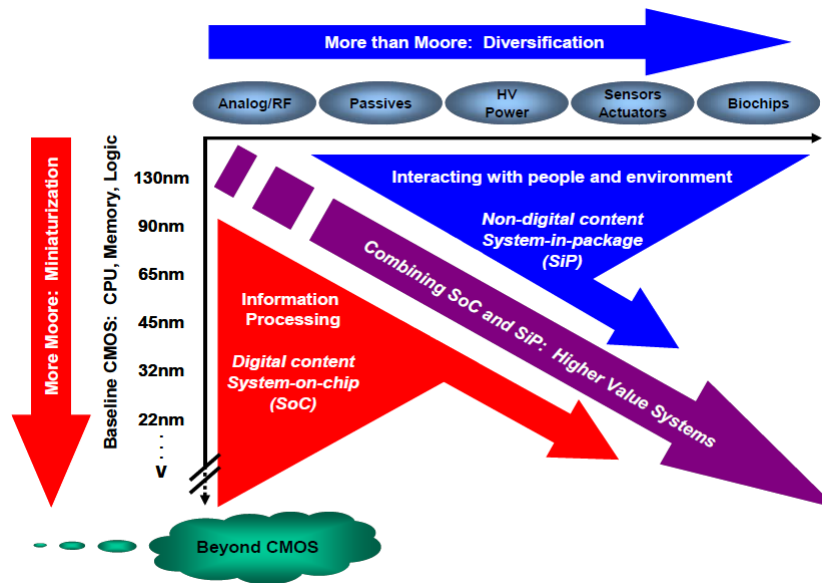 More than Moore: Diversification
Analog/RF
Passives
HV
Power
Sensors
Actuators
Biochips
More Moore: Miniaturization
Baseline CMOS: CPU, Memory, Logic
130nm
90nm
65nm
45nm
32nm
22nm
V
Interacting with people and environment
Non-digital content
System-in-package
(SiP)
Combining SoC and SiP: Higher Value Systems
Information
Processing
Digital content
System-on-chip
(SoC)
Beyond CMOS